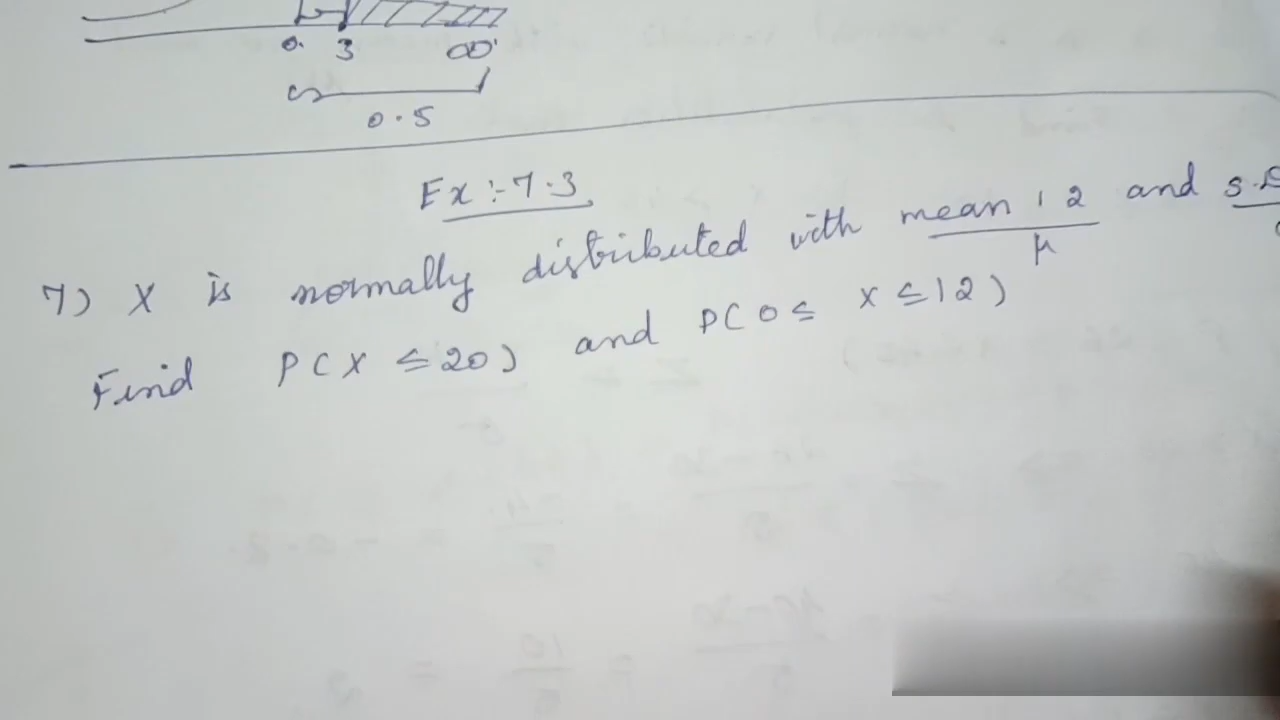 0. 3 ∞
0.5
Ex :- 7.3
7) X is normally distributed with mean 12 and S.D
μ
Find P(X ≤ 20) and P(0 ≤ x ≤ 12)